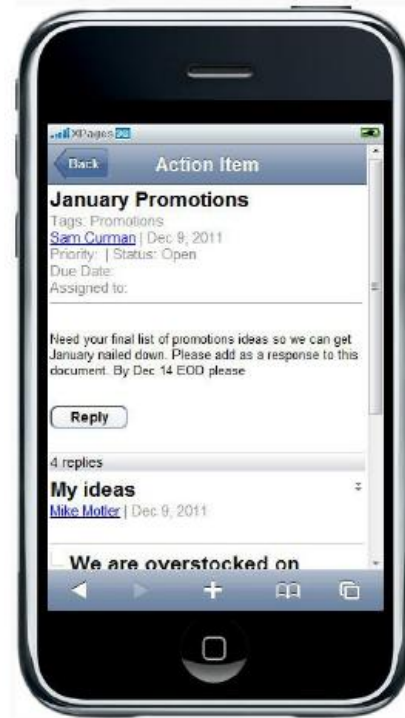 XPages 3G
Back
Action Item
January Promotions
Tags: Promotions
Sam Curman | Dec 9, 2011
Priority: | Status: Open
Due Date:
Assigned to:
Need your final list of promotions ideas so we can get
January nailed down. Please add as a response to this
document. By Dec 14 EOD please
Reply
4 replies
My ideas
Mike Motler | Dec 9, 2011
We are overstocked on